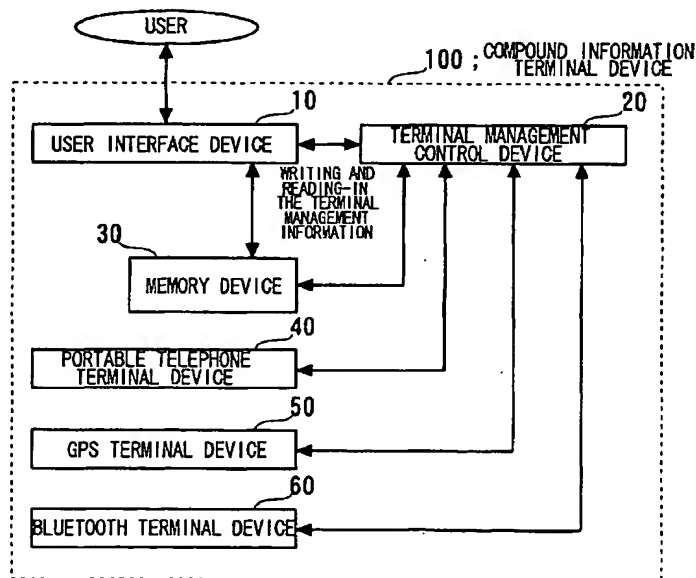 USER
100 ; COMPOUND INFORMATION
TERMINAL DEVICE
10
20
USER INTERFACE DEVICE
TERMINAL MANAGEMENT
CONTROL DEVICE
WRITING AND
READING-IN
THE TERMINAL
MANAGEMENT
INFORMATION
30
MEMORY DEVICE
40
PORTABLE TELEPHONE
TERMINAL DEVICE
50
GPS TERMINAL DEVICE
60
BLUETOOTH TERMINAL DEVICE